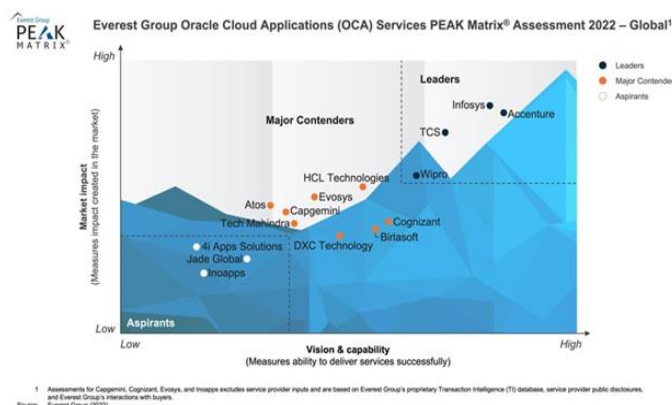 Everest Group
PEAK
MATRIX®
Everest Group Oracle Cloud Applications (OCA) Services PEAK Matrix® Assessment 2022 – Global¹
High
Leaders
Major Contenders
Leaders
Major Contende
Aspirants
Infosys
Accenture
TCS
Wipro
HCL Technologies
Evosys
Atos
Capgemini
Tech Mahindra
Cognizant
Birlasoft
DXC Technology
4i Apps Solutions
Jade Global
Inoapps
Aspirants
Market impact
(Measures impact created in the market)
Low
Low
High
Vision & capability
(Measures ability to deliver services successfully)
1 Assessments for Capgemini, Cognizant, Evosys, and Inoapps excludes service provider inputs and are based on Everest Group's proprietary Transaction Intelligence (TI) database, service provider public disclosures,
and Everest Group's interactions with buyers.
Source: Everest Group (2022)